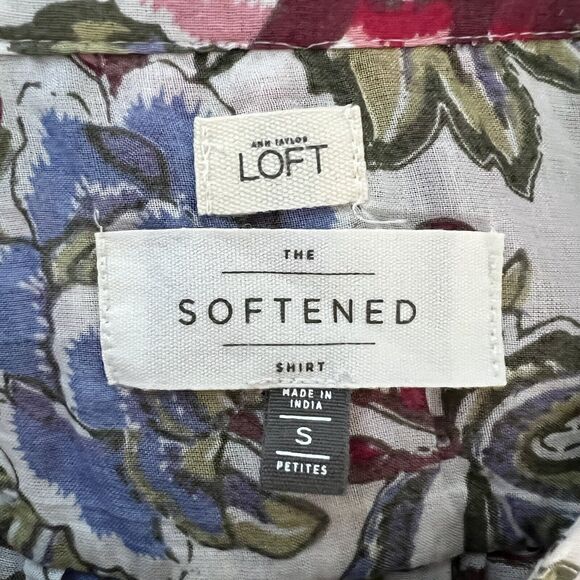 ANN TAYLOR
LOFT
THE
SOFTENED
SHIRT
MADE IN
INDIA
S
PETITES